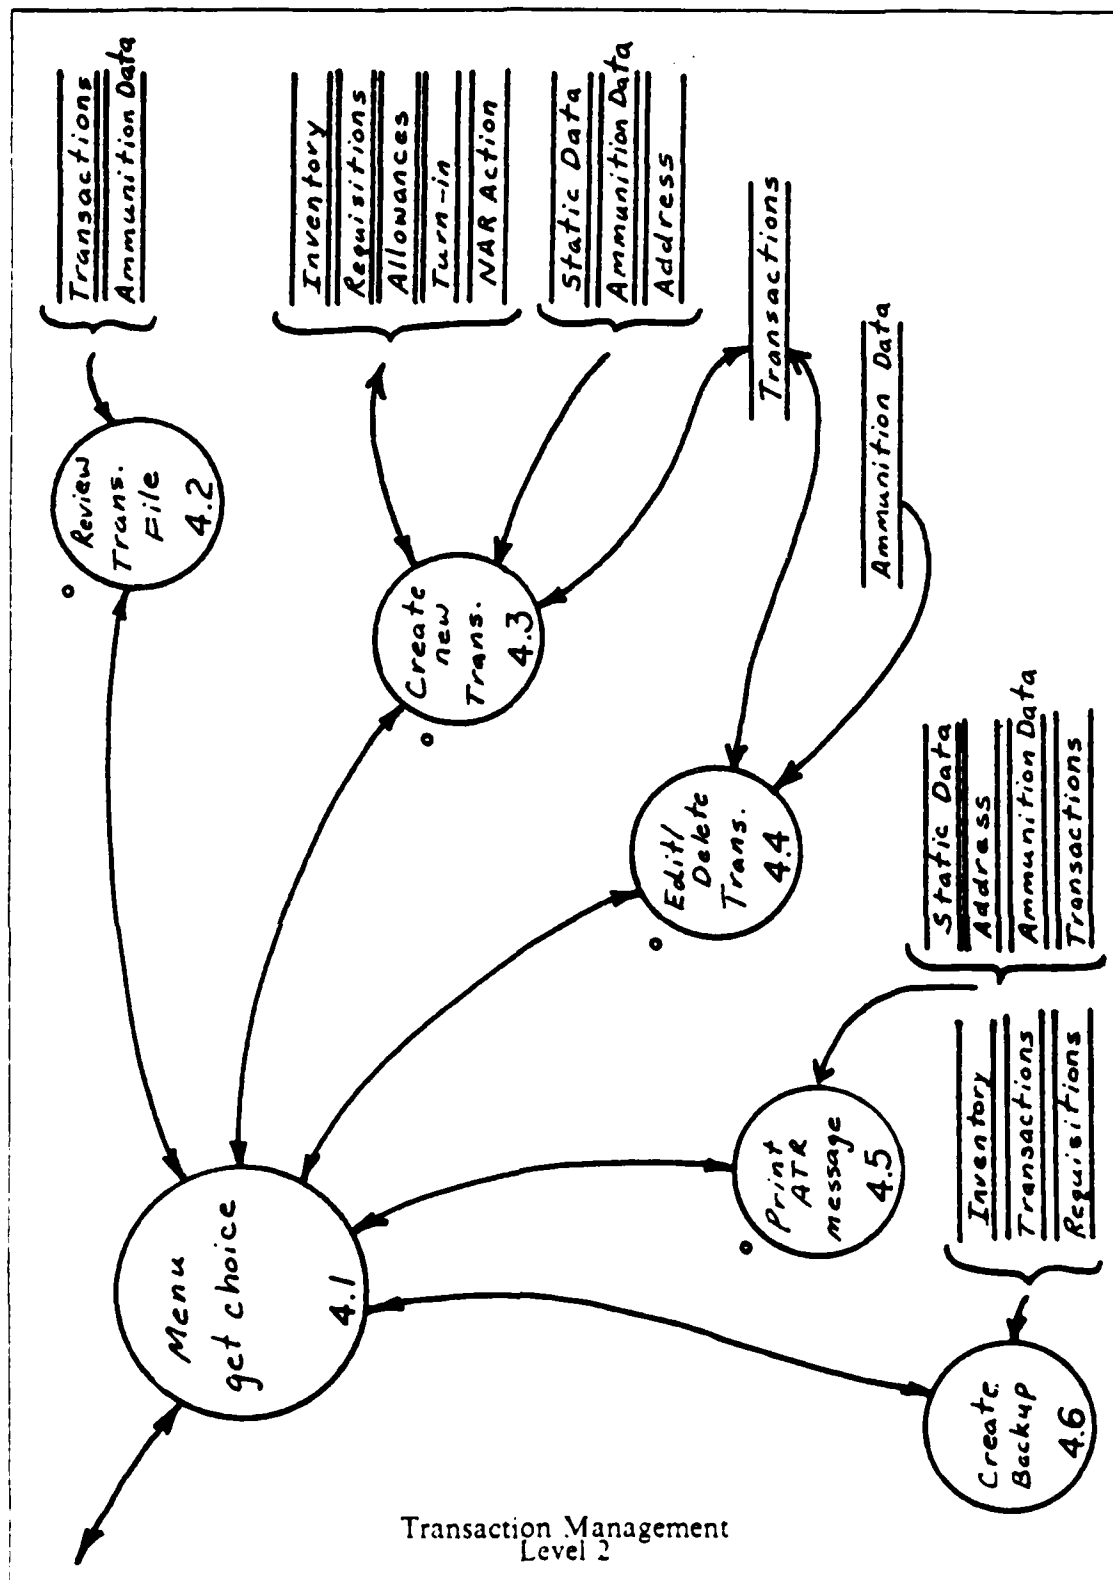 Transactions
Ammunition Data
Review
Trans.
File
4.2
Inventory
Requisitions
Allowances
Turn-in
NAR Action
Static Data
Ammunition Data
Address
Create
new
Trans.
4.3
Transactions
Ammunition Data
Edit/
Delete
Trans.
4.4
Static Data
Address
Ammunition Data
Transactions
Print
ATR
message
4.5
Inventory
Transactions
Requisitions
Create
Backup
4.6
Menu
get choice
4.1
Transaction Management
Level 2